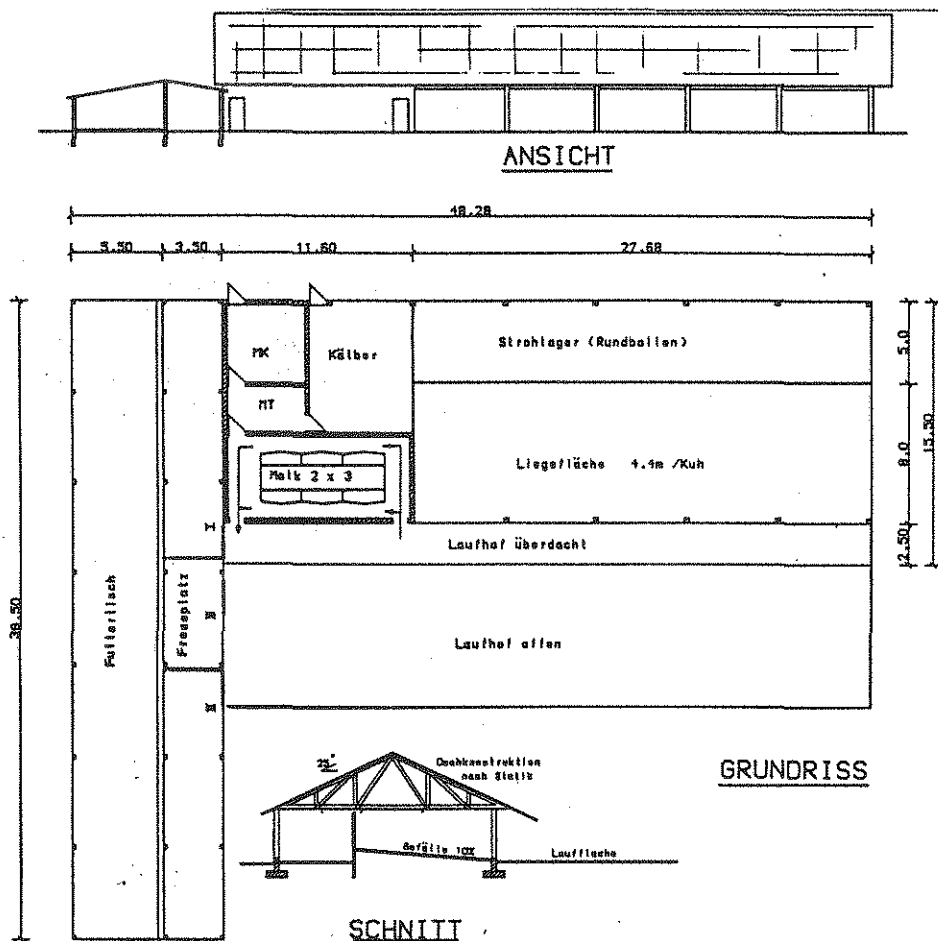 ANSICHT
48.28
5.50 3.50 11.60 27.68
MK
Kälber
Strohlager (Rundballen)
5.0
MT
8.0
15.50
Liegefläche 4.4m /Kuh
Melk 2 x 3
Laufhof überdacht
2.50
38.50
Futtertisch
Fressplatz
Laufhof offen
25°
Dachkonstruktion
nach Statik
GRUNDRISS
Gefälle 10%
Lauffläche
SCHNITT